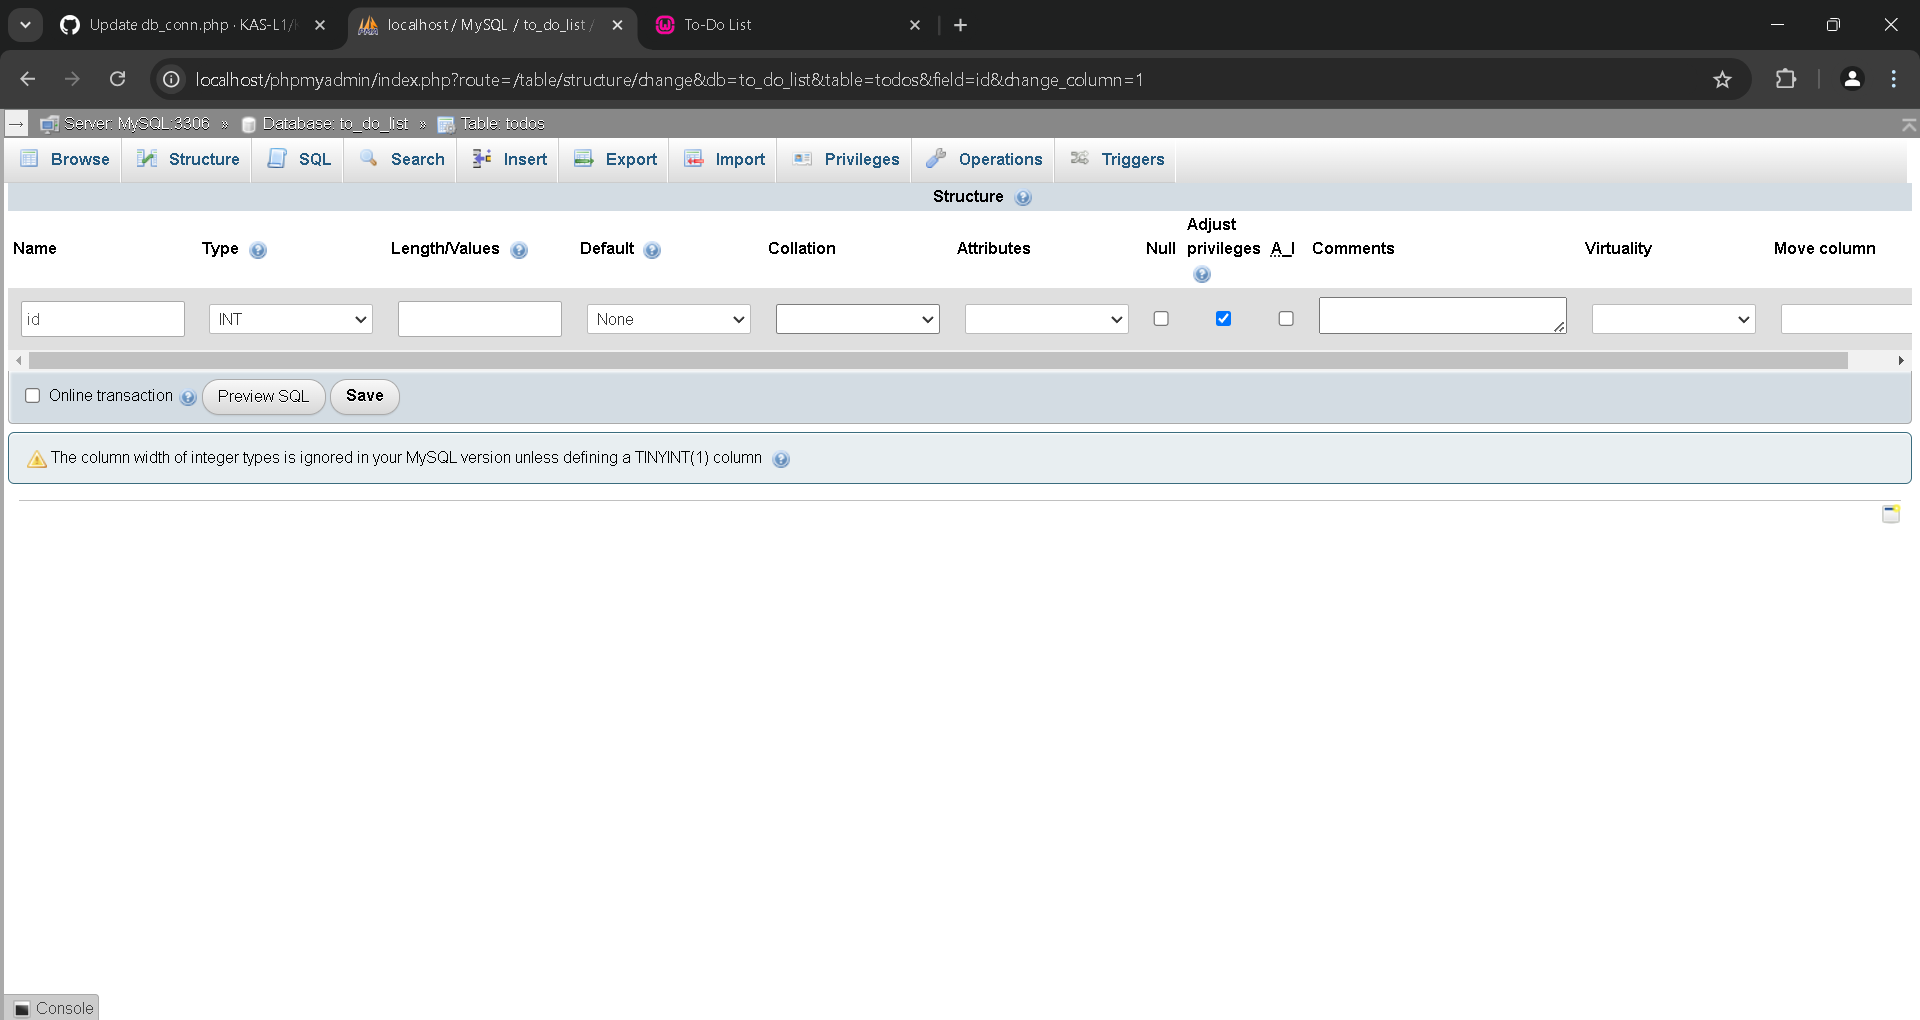 Update db_conn.php · KAS-L1/
localhost / MySQL / to_do_list /
To-Do List
localhost/phpmyadmin/index.php?route=/table/structure/change&db=to_do_list&table=todos&field=id&change_column=1
Server: MySQL:3306 » Database: to_do_list » Table: todos
Browse Structure SQL Search Insert Export Import Privileges Operations Triggers
Structure
Name Type Length/Values Default Collation Attributes Null Adjust privileges A_I Comments Virtuality Move column
id INT None
Online transaction Preview SQL Save
The column width of integer types is ignored in your MySQL version unless defining a TINYINT(1) column
Console